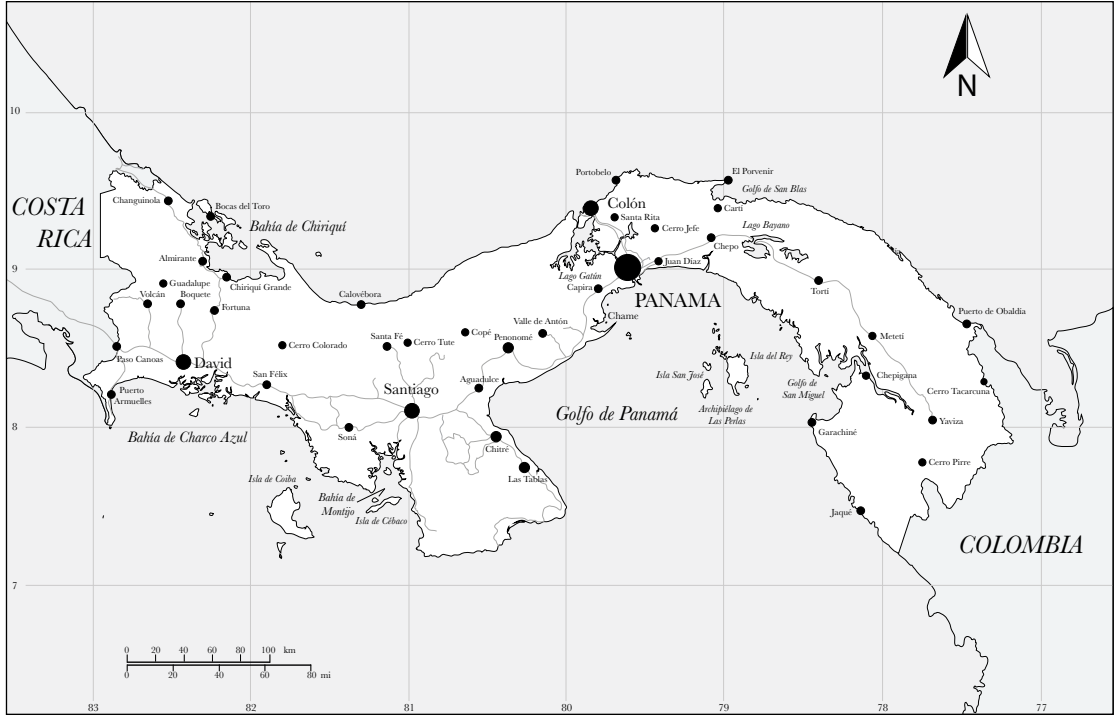 N
10
Portobelo
El Porvenir
Golfo de San Blas
Changuinola
Bocas del Toro
Colón
Cartí
COSTA
RICA
Bahía de Chiriquí
Santa Rita
Cerro Jefe
Lago Bayano
Chepo
Almirante
9
Lago Gatún
Juan Díaz
Guadalupe
Chiriquí Grande
Capira
Tortí
Volcán
Boquete
Calovébora
PANAMA
Fortuna
Chame
Puerto de Obaldia
Valle de Antón
Copé
Santa Fé
Cerro Tute
Penonomé
Metetí
Cerro Colorado
Paso Canoas
David
Isla del Rey
San Félix
Isla San José
Chepigana
Aguadulce
Golfo de
San Miguel
Puerto
Armuelles
Santiago
Cerro Tacarcuna
Golfo de Panamá
Archipiélago de
Las Perlas
8
Bahía de Charco Azul
Soná
Garachiné
Yaviza
Chitré
Cerro Pirre
Isla de Coiba
Las Tablas
Bahía de
Montijo
Isla de Cébaco
Jaqué
COLOMBIA
7
0 20 40 60 80 100 km
0 20 40 60 80 mi
83 82 81 80 79 78 77